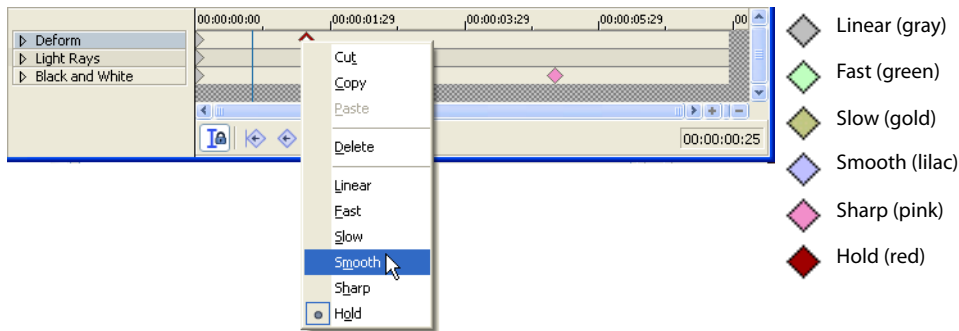 00:00:00:00 00:00:01:29 00:00:03:29 00:00:05:29 00
Deform
Light Rays
Black and White
00:00:00:25
Cut
Copy
Paste
Delete
Linear
Fast
Slow
Smooth
Sharp
Hold
Linear (gray)
Fast (green)
Slow (gold)
Smooth (lilac)
Sharp (pink)
Hold (red)